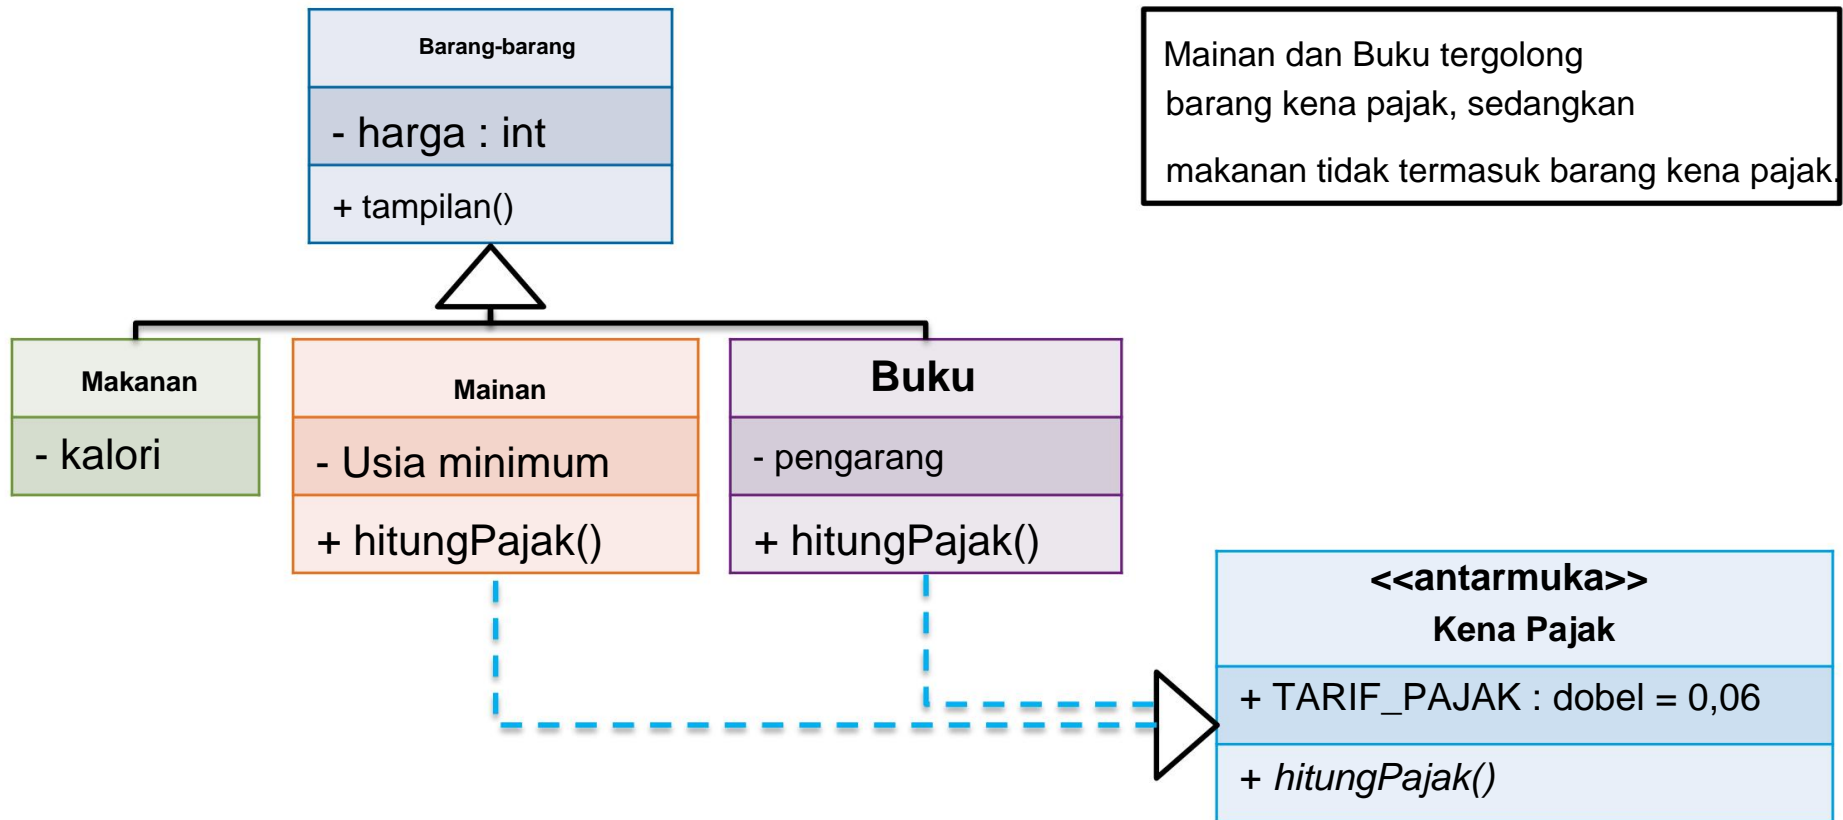 Barang-barang
- harga : int
+ tampilan()
Mainan dan Buku tergolong
barang kena pajak, sedangkan
makanan tidak termasuk barang kena pajak.
Makanan
- kalori
Mainan
- Usia minimum
+ hitungPajak()
Buku
- pengarang
+ hitungPajak()
<<antarmuka>>
Kena Pajak
+ TARIF_PAJAK : dobel = 0,06
+ hitungPajak()